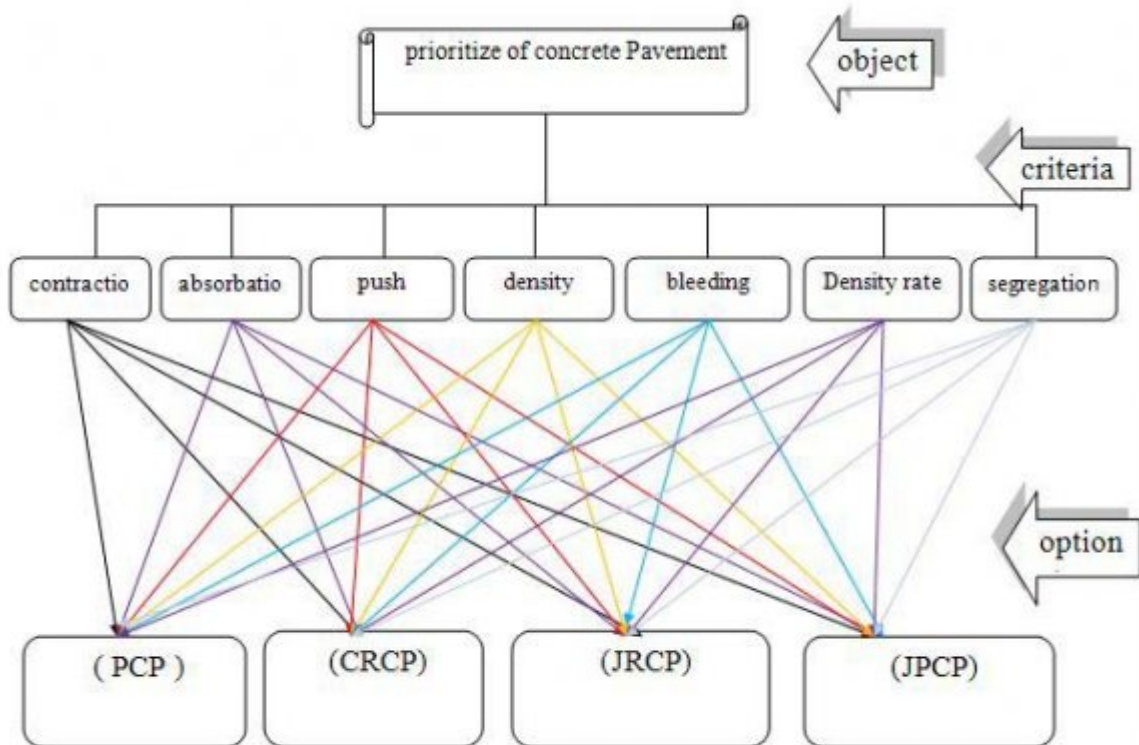 prioritize of concrete Pavement
object
criteria
contractio
absorbatio
push
density
bleeding
Density rate
segregation
option
( PCP )
(CRCP)
(JRCP)
(JPCP)